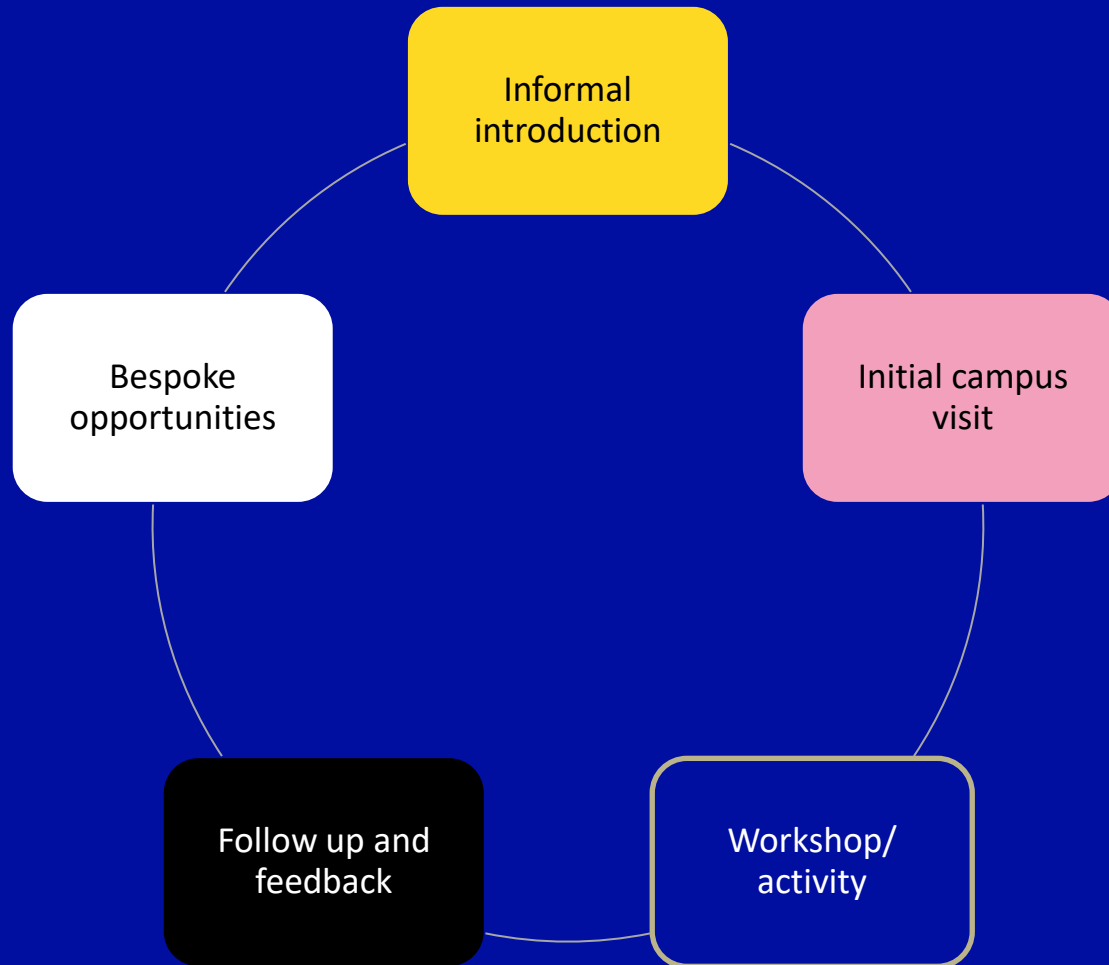 Informal
introduction
Initial campus
visit
Workshop/
activity
Follow up and
feedback
Bespoke
opportunities